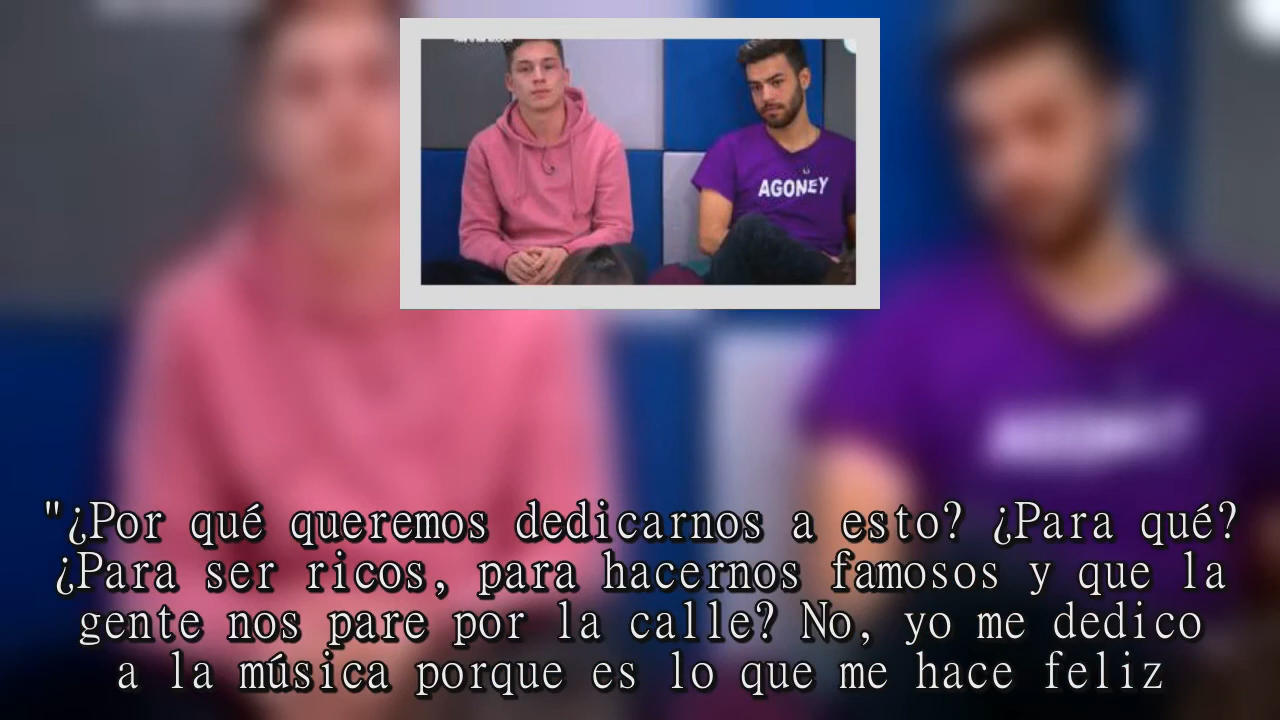 AGONEY
"¿Por qué queremos dedicarnos a esto? ¿Para qué?
¿Para ser ricos, para hacernos famosos y que la
gente nos pare por la calle? No, yo me dedico
a la música porque es lo que me hace feliz